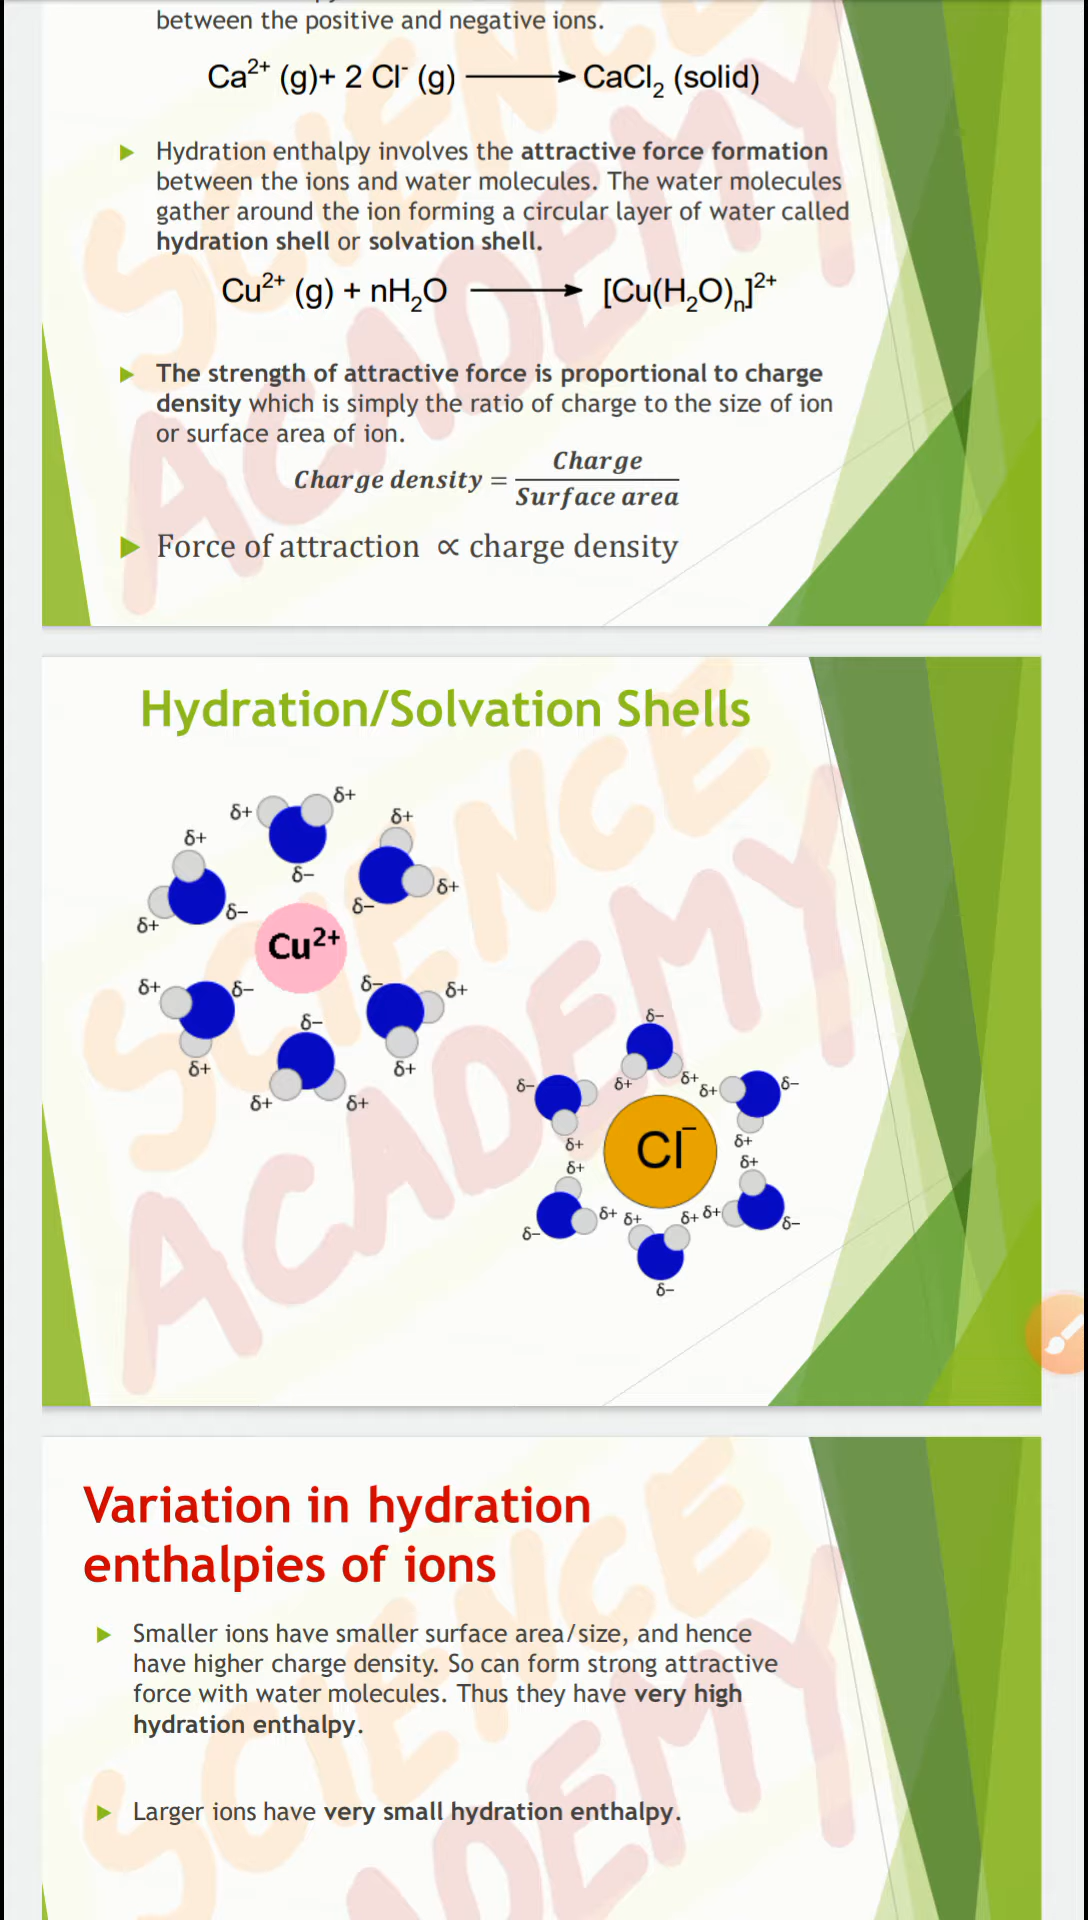 between the positive and negative ions.
Ca²⁺ (g)+ 2 Cl⁻ (g) ⟶ CaCl₂ (solid)
Hydration enthalpy involves the attractive force formation
between the ions and water molecules. The water molecules
gather around the ion forming a circular layer of water called
hydration shell or solvation shell.
Cu²⁺ (g) + nH₂O ⟶ [Cu(H₂O)ₙ]²⁺
The strength of attractive force is proportional to charge
density which is simply the ratio of charge to the size of ion
or surface area of ion.
Charge density = Charge / Surface area
Force of attraction ∝ charge density
SCIENCE
ACADEMY
Hydration/Solvation Shells
δ+ δ+
δ+
δ+
δ−
δ+
δ−
δ−
δ+
Cu²⁺
δ+ δ− δ− δ+
δ−
δ+ δ+
δ+ δ+
δ−
δ− δ+ δ+ δ+ δ−
Cl⁻
δ+ δ+
δ+ δ+
δ+ δ+ δ+ δ+
δ− δ−
δ−
SCIENCE
ACADEMY
Variation in hydration
enthalpies of ions
Smaller ions have smaller surface area/size, and hence
have higher charge density. So can form strong attractive
force with water molecules. Thus they have very high
hydration enthalpy.
Larger ions have very small hydration enthalpy.
SCIENCE